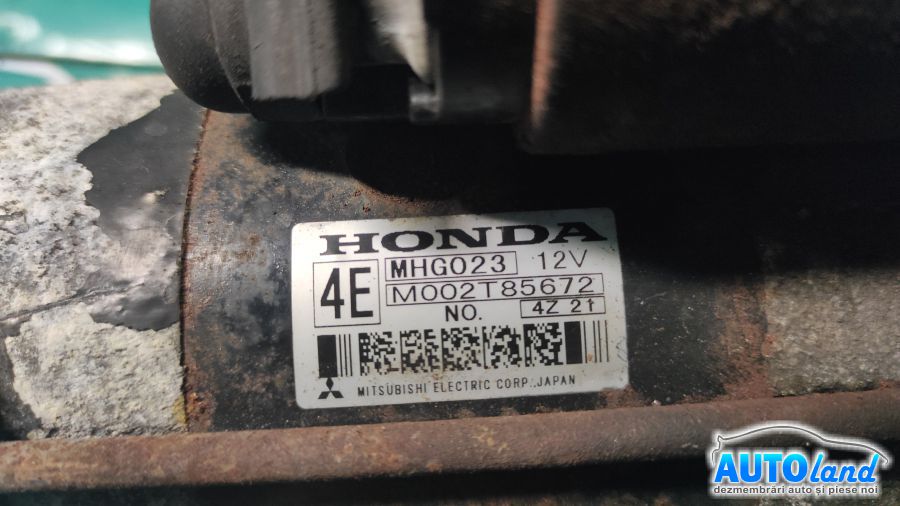 HONDA
4E
MHG023 12V
M002T85672
NO. 4Z 21
MITSUBISHI ELECTRIC CORP., JAPAN
AUTOland
dezmembrări auto și piese noi